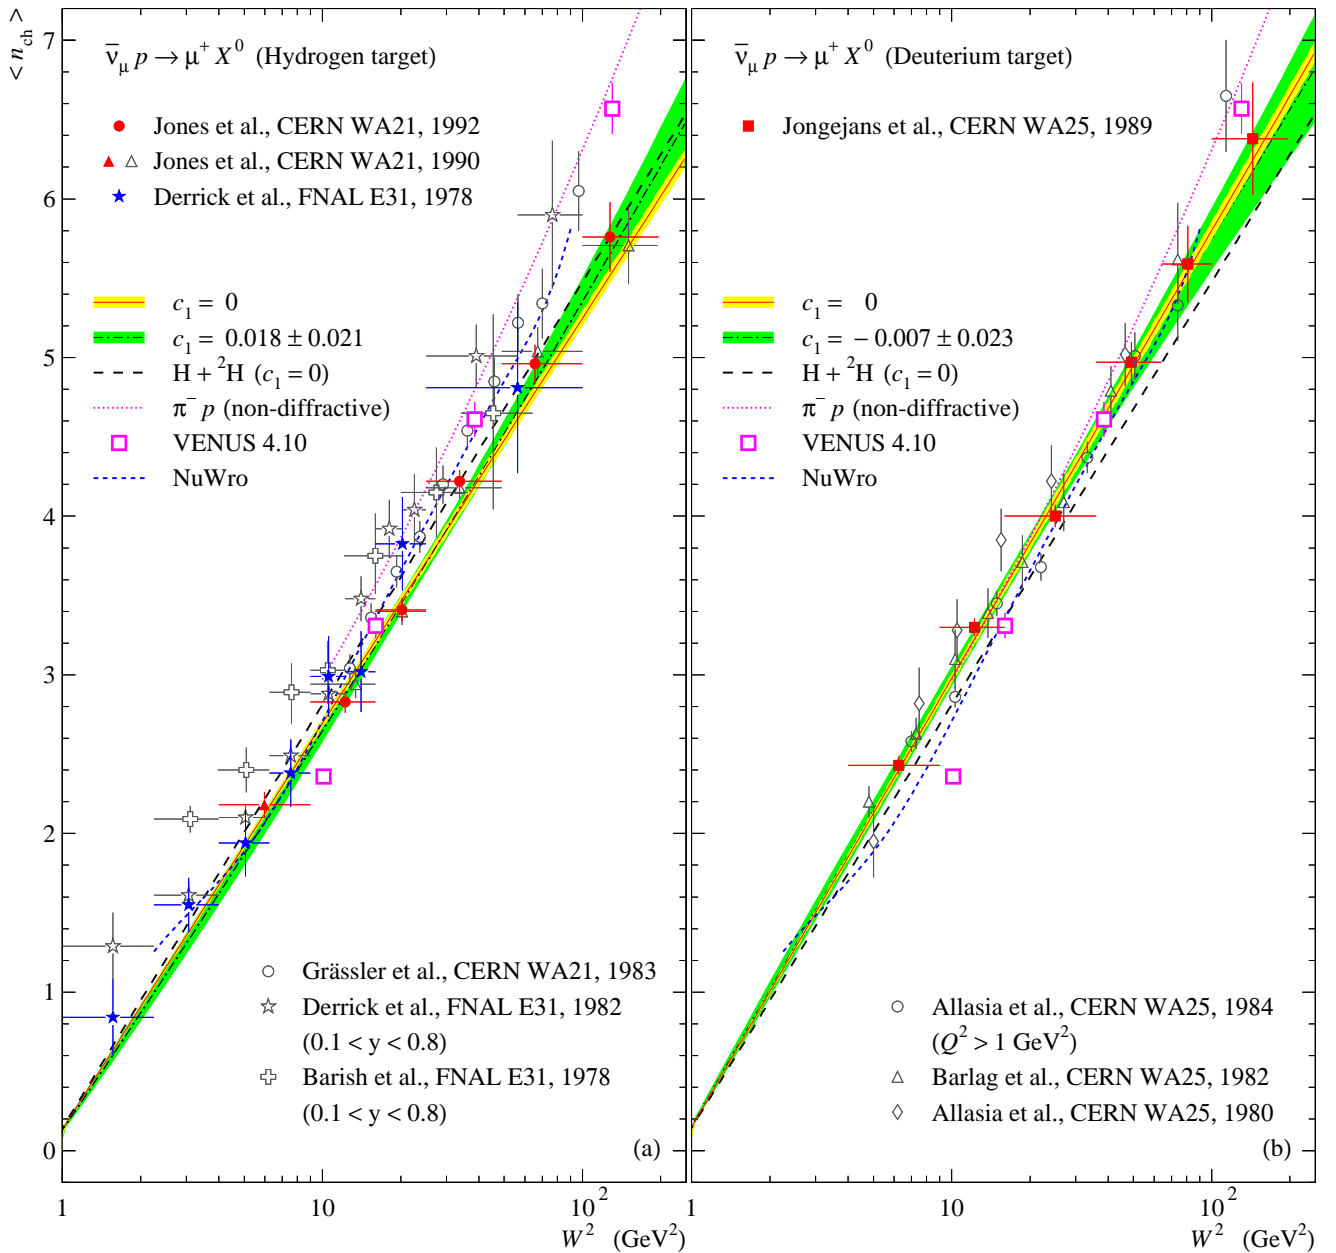 < n_ch >
7
6
5
4
3
2
1
0
ν̄_μ p → μ⁺ X⁰ (Hydrogen target)
Jones et al., CERN WA21, 1992
Jones et al., CERN WA21, 1990
Derrick et al., FNAL E31, 1978
c₁ = 0
c₁ = 0.018 ± 0.021
H + ²H (c₁ = 0)
π⁻ p (non-diffractive)
VENUS 4.10
NuWro
Grässler et al., CERN WA21, 1983
Derrick et al., FNAL E31, 1982
(0.1 < y < 0.8)
Barish et al., FNAL E31, 1978
(0.1 < y < 0.8)
(a)
1 10 10²
W² (GeV²)
ν̄_μ p → μ⁺ X⁰ (Deuterium target)
Jongejans et al., CERN WA25, 1989
c₁ = 0
c₁ = − 0.007 ± 0.023
H + ²H (c₁ = 0)
π⁻ p (non-diffractive)
VENUS 4.10
NuWro
Allasia et al., CERN WA25, 1984
(Q² > 1 GeV²)
Barlag et al., CERN WA25, 1982
Allasia et al., CERN WA25, 1980
(b)
1 10 10²
W² (GeV²)